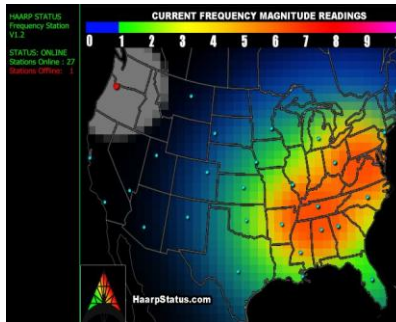 HAARP STATUS
Frequency Station
V1.2
STATUS: ONLINE
Stations Online : 27
Stations Offline: 1
CURRENT FREQUENCY MAGNITUDE READINGS
0 1 2 3 4 5 6 7 8 9
HaarpStatus.com